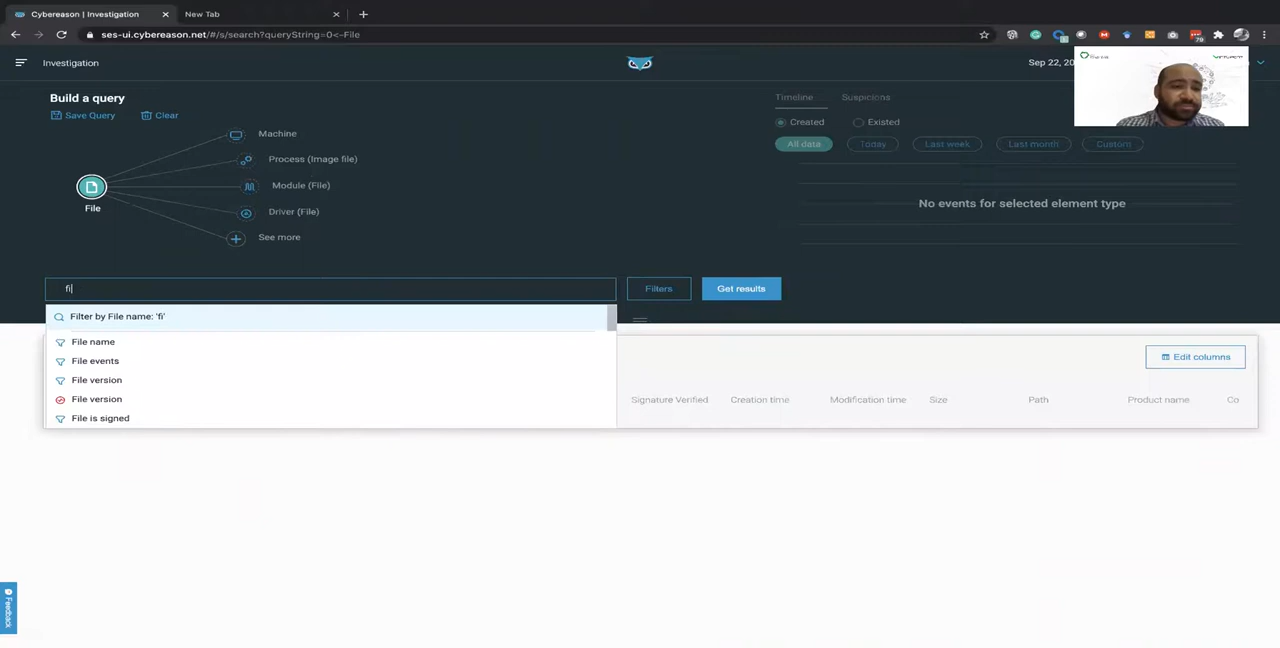 Cybereason | Investigation
New Tab
ses-ui.cybereason.net/#/s/search?queryString=0<-File
79
Investigation
Sep 22, 20
Build a query
Save Query
Clear
Machine
Process (Image file)
Module (File)
Driver (File)
See more
File
Timeline
Suspicions
Created
Existed
All data
Today
Last week
Last month
Custom
No events for selected element type
fi
Filters
Get results
Filter by File name: 'fi'
File name
File events
File version
File version
File is signed
Edit columns
Signature Verified
Creation time
Modification time
Size
Path
Product name
Co
Feedback